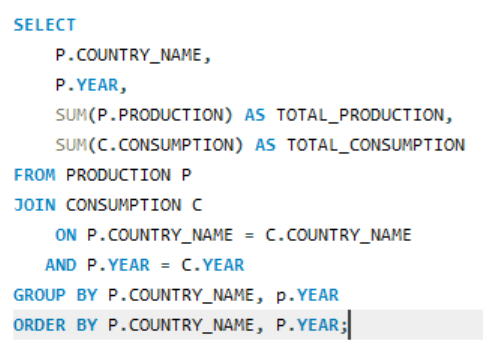 SELECT
P.COUNTRY_NAME,
P.YEAR,
SUM(P.PRODUCTION) AS TOTAL_PRODUCTION,
SUM(C.CONSUMPTION) AS TOTAL_CONSUMPTION
FROM PRODUCTION P
JOIN CONSUMPTION C
ON P.COUNTRY_NAME = C.COUNTRY_NAME
AND P.YEAR = C.YEAR
GROUP BY P.COUNTRY_NAME, p.YEAR
ORDER BY P.COUNTRY_NAME, P.YEAR;